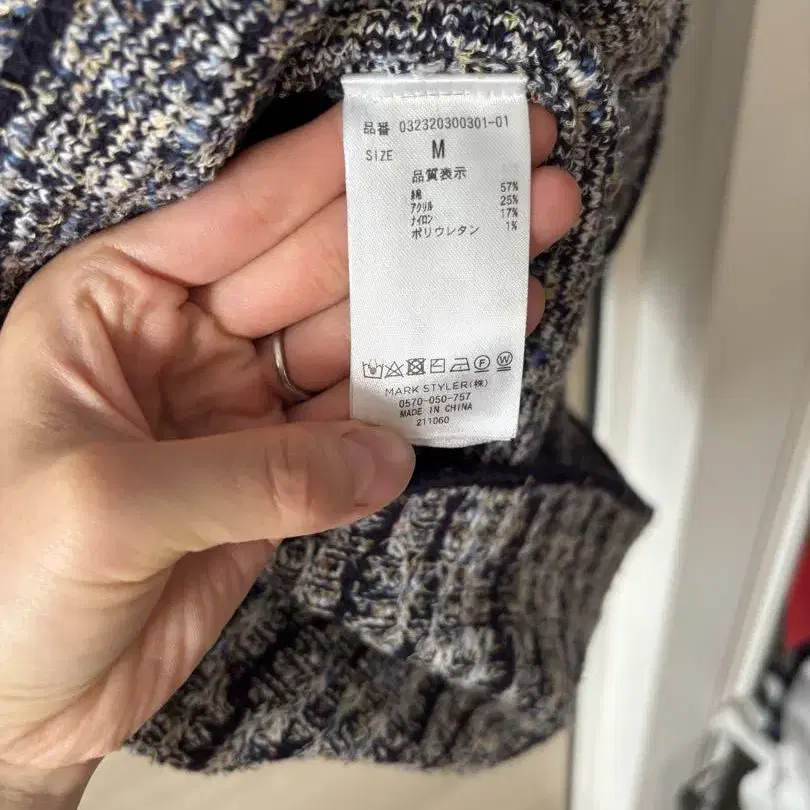 品番 032320300301-01
SIZE M
品質表示
綿 57%
アクリル 25%
ナイロン 17%
ポリウレタン 1%
F W
MARK STYLER(株)
0570-050-757
MADE IN CHINA
211060